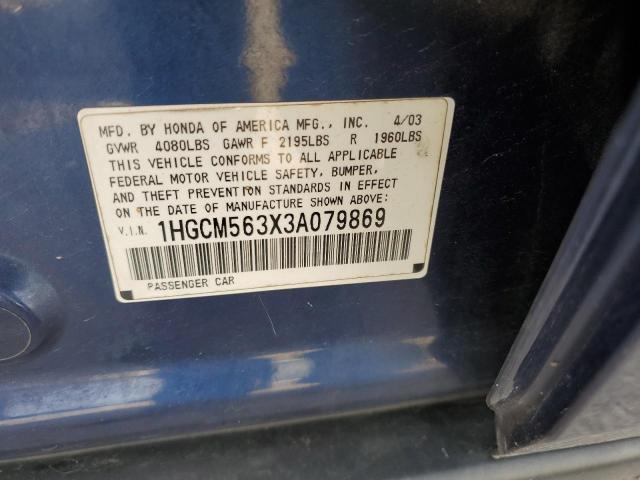 MFD. BY HONDA OF AMERICA MFG., INC. 4/03
GVWR 4080LBS GAWR F 2195LBS R 1960LBS
THIS VEHICLE CONFORMS TO ALL APPLICABLE
FEDERAL MOTOR VEHICLE SAFETY, BUMPER,
AND THEFT PREVENTION STANDARDS IN EFFECT
ON THE DATE OF MANUFACTURE SHOWN ABOVE:
V.I.N. 1HGCM563X3A079869
PASSENGER CAR